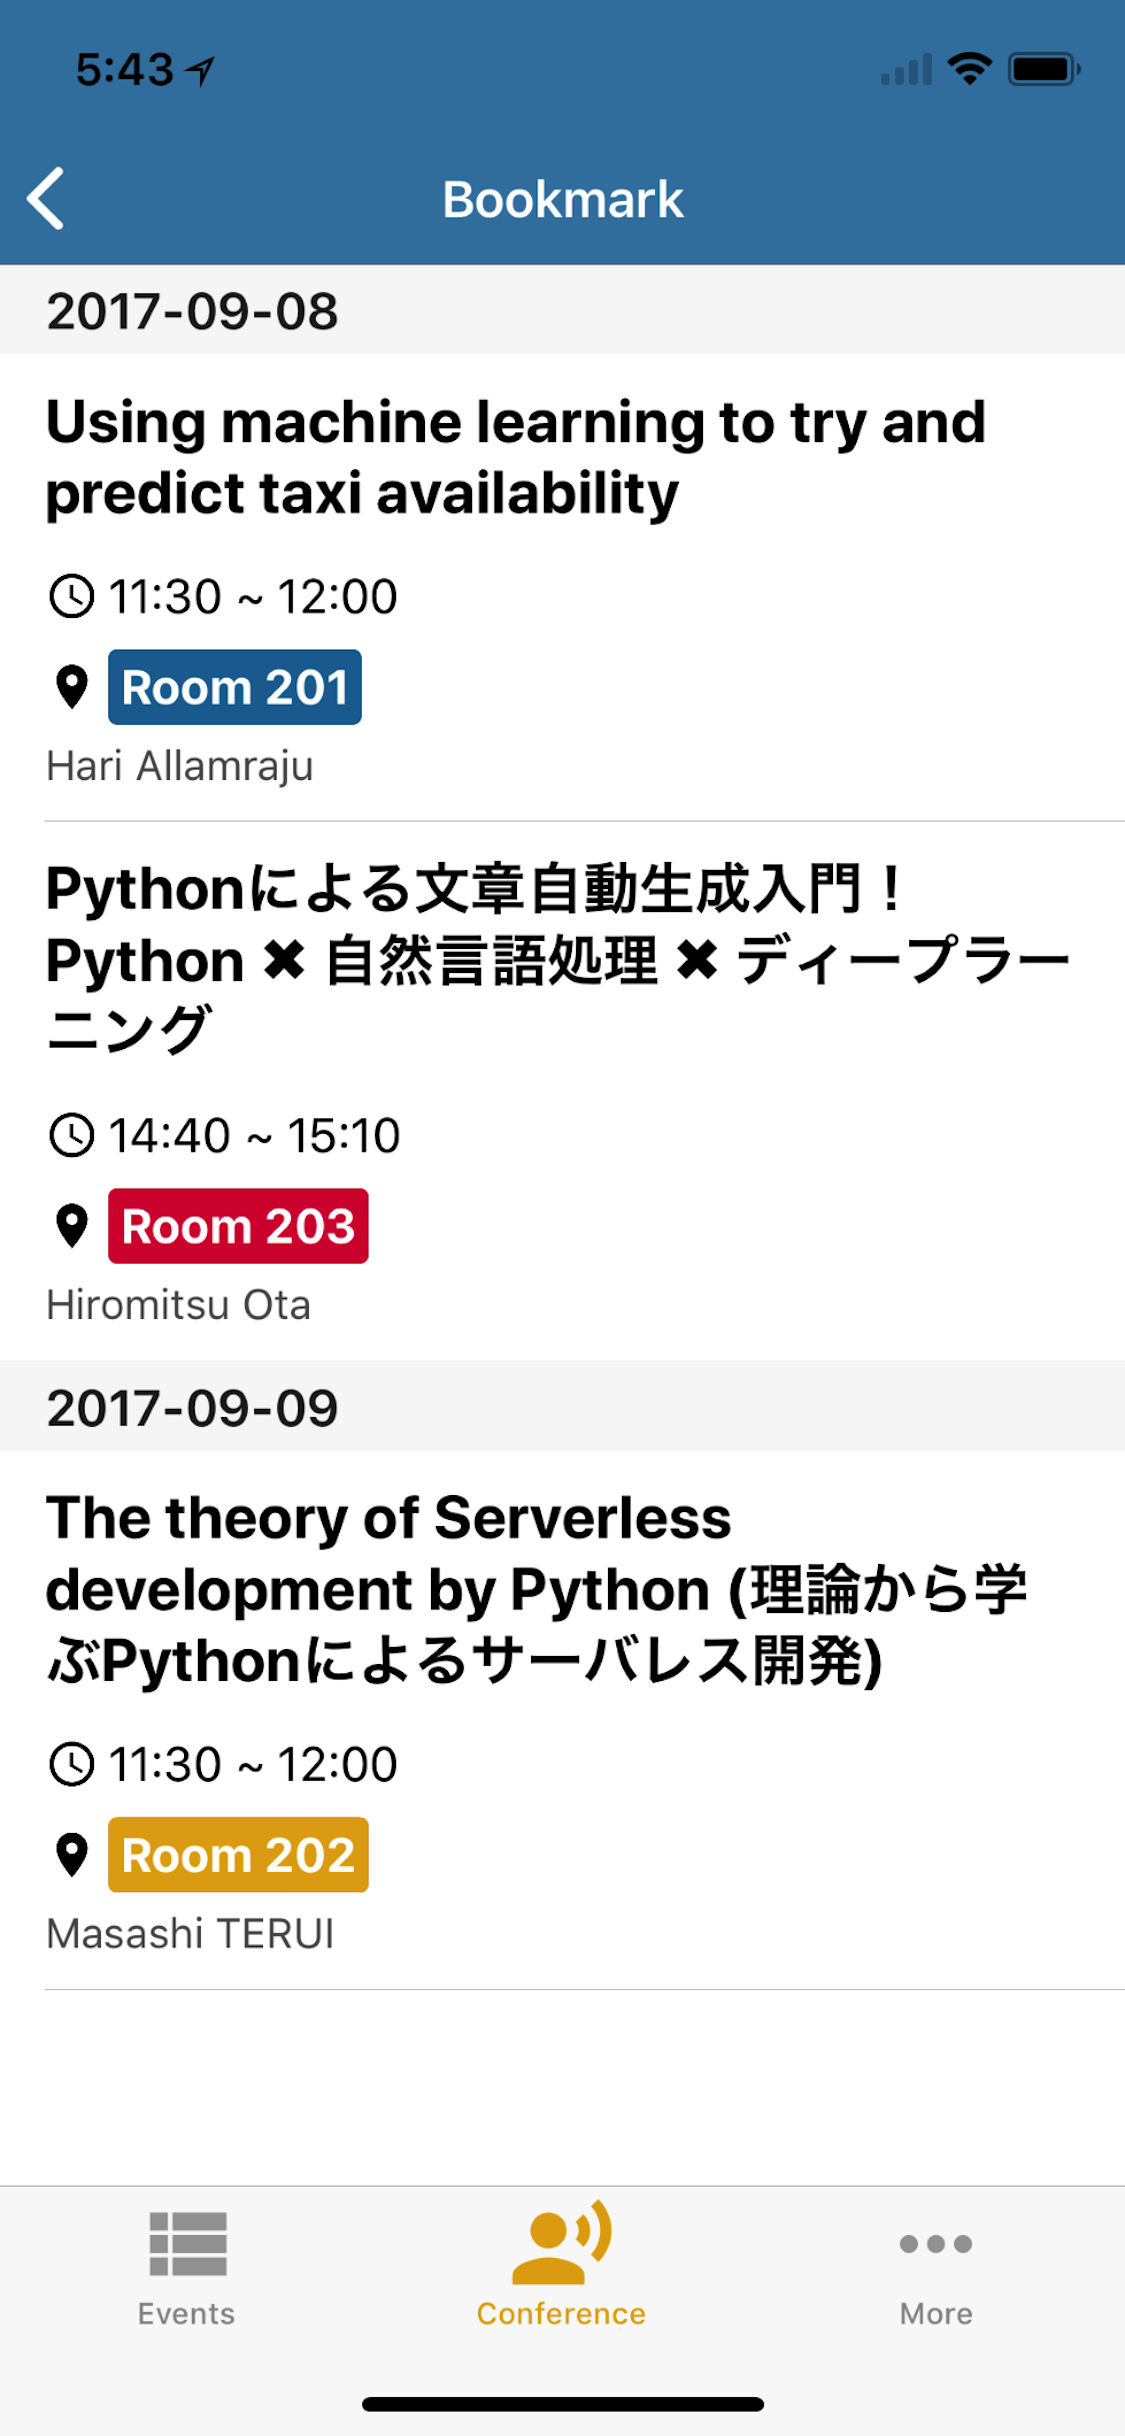 5:43
Bookmark
2017-09-08
Using machine learning to try and
predict taxi availability
11:30 ~ 12:00
Room 201
Hari Allamraju
Pythonによる文章自動生成入門！
Python ✖ 自然言語処理 ✖ ディープラー
ニング
14:40 ~ 15:10
Room 203
Hiromitsu Ota
2017-09-09
The theory of Serverless
development by Python (理論から学
ぶPythonによるサーバレス開発)
11:30 ~ 12:00
Room 202
Masashi TERUI
Events
Conference
More